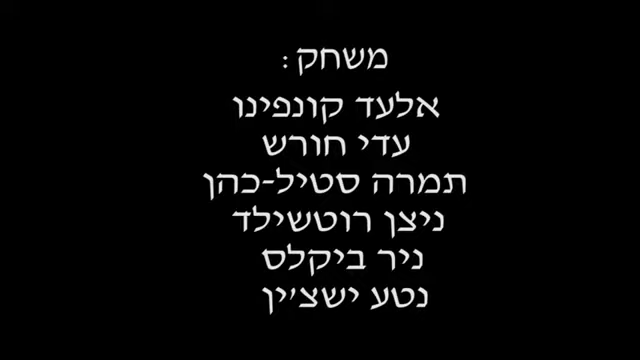 משחק:
אלעד קונפינו
עדי חורש
תמרה סטיל-כהן
ניצן רוטשילד
ניר ביקלס
נטע ישצ'ין